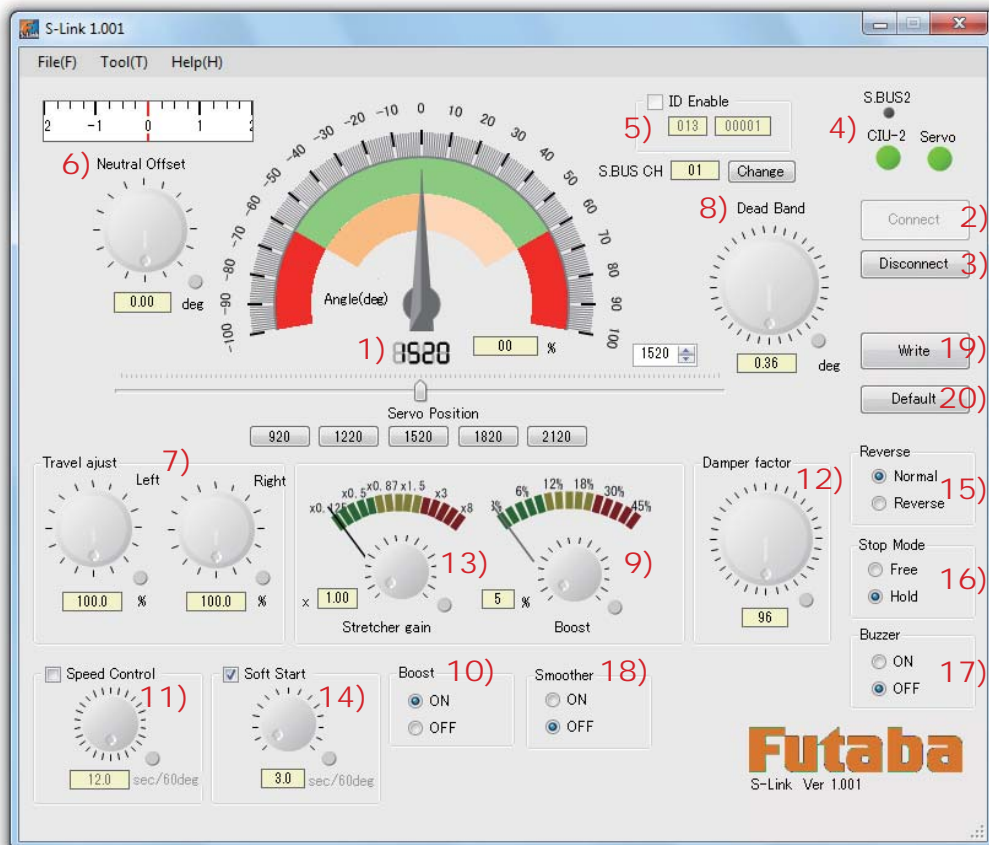 S-Link 1.001
File(F) Tool(T) Help(H)
2 -1 0 1 2
6) Neutral Offset
0.00 deg
-100 -90 -80 -70 -60 -50 -40 -30 -20 -10 0 10 20 30 40 50 60 70 80 90 100
Angle(deg)
1) 1520 00 % 1520
ID Enable
5) 013 00001
S.BUS CH 01 Change
S.BUS2
4) CIU-2 Servo
8) Dead Band
0.36 deg
Connect 2)
Disconnect 3)
Write 19)
Default 20)
Servo Position
920 1220 1520 1820 2120
Travel ajust 7)
Left Right
100.0 % 100.0 %
x0.125 x0.5 x0.87 x1.5 x3 x8
13)
x 1.00
Stretcher gain
3% 6% 12% 18% 30% 45%
9)
5 %
Boost
Damper factor
12)
96
Reverse
Normal
15)
Reverse
Stop Mode
Free
16)
Hold
Buzzer
ON
17)
OFF
Speed Control
11)
12.0 sec/60deg
Soft Start
14)
3.0 sec/60deg
Boost 10)
ON
OFF
Smoother 18)
ON
OFF
Futaba
S-Link Ver 1.001